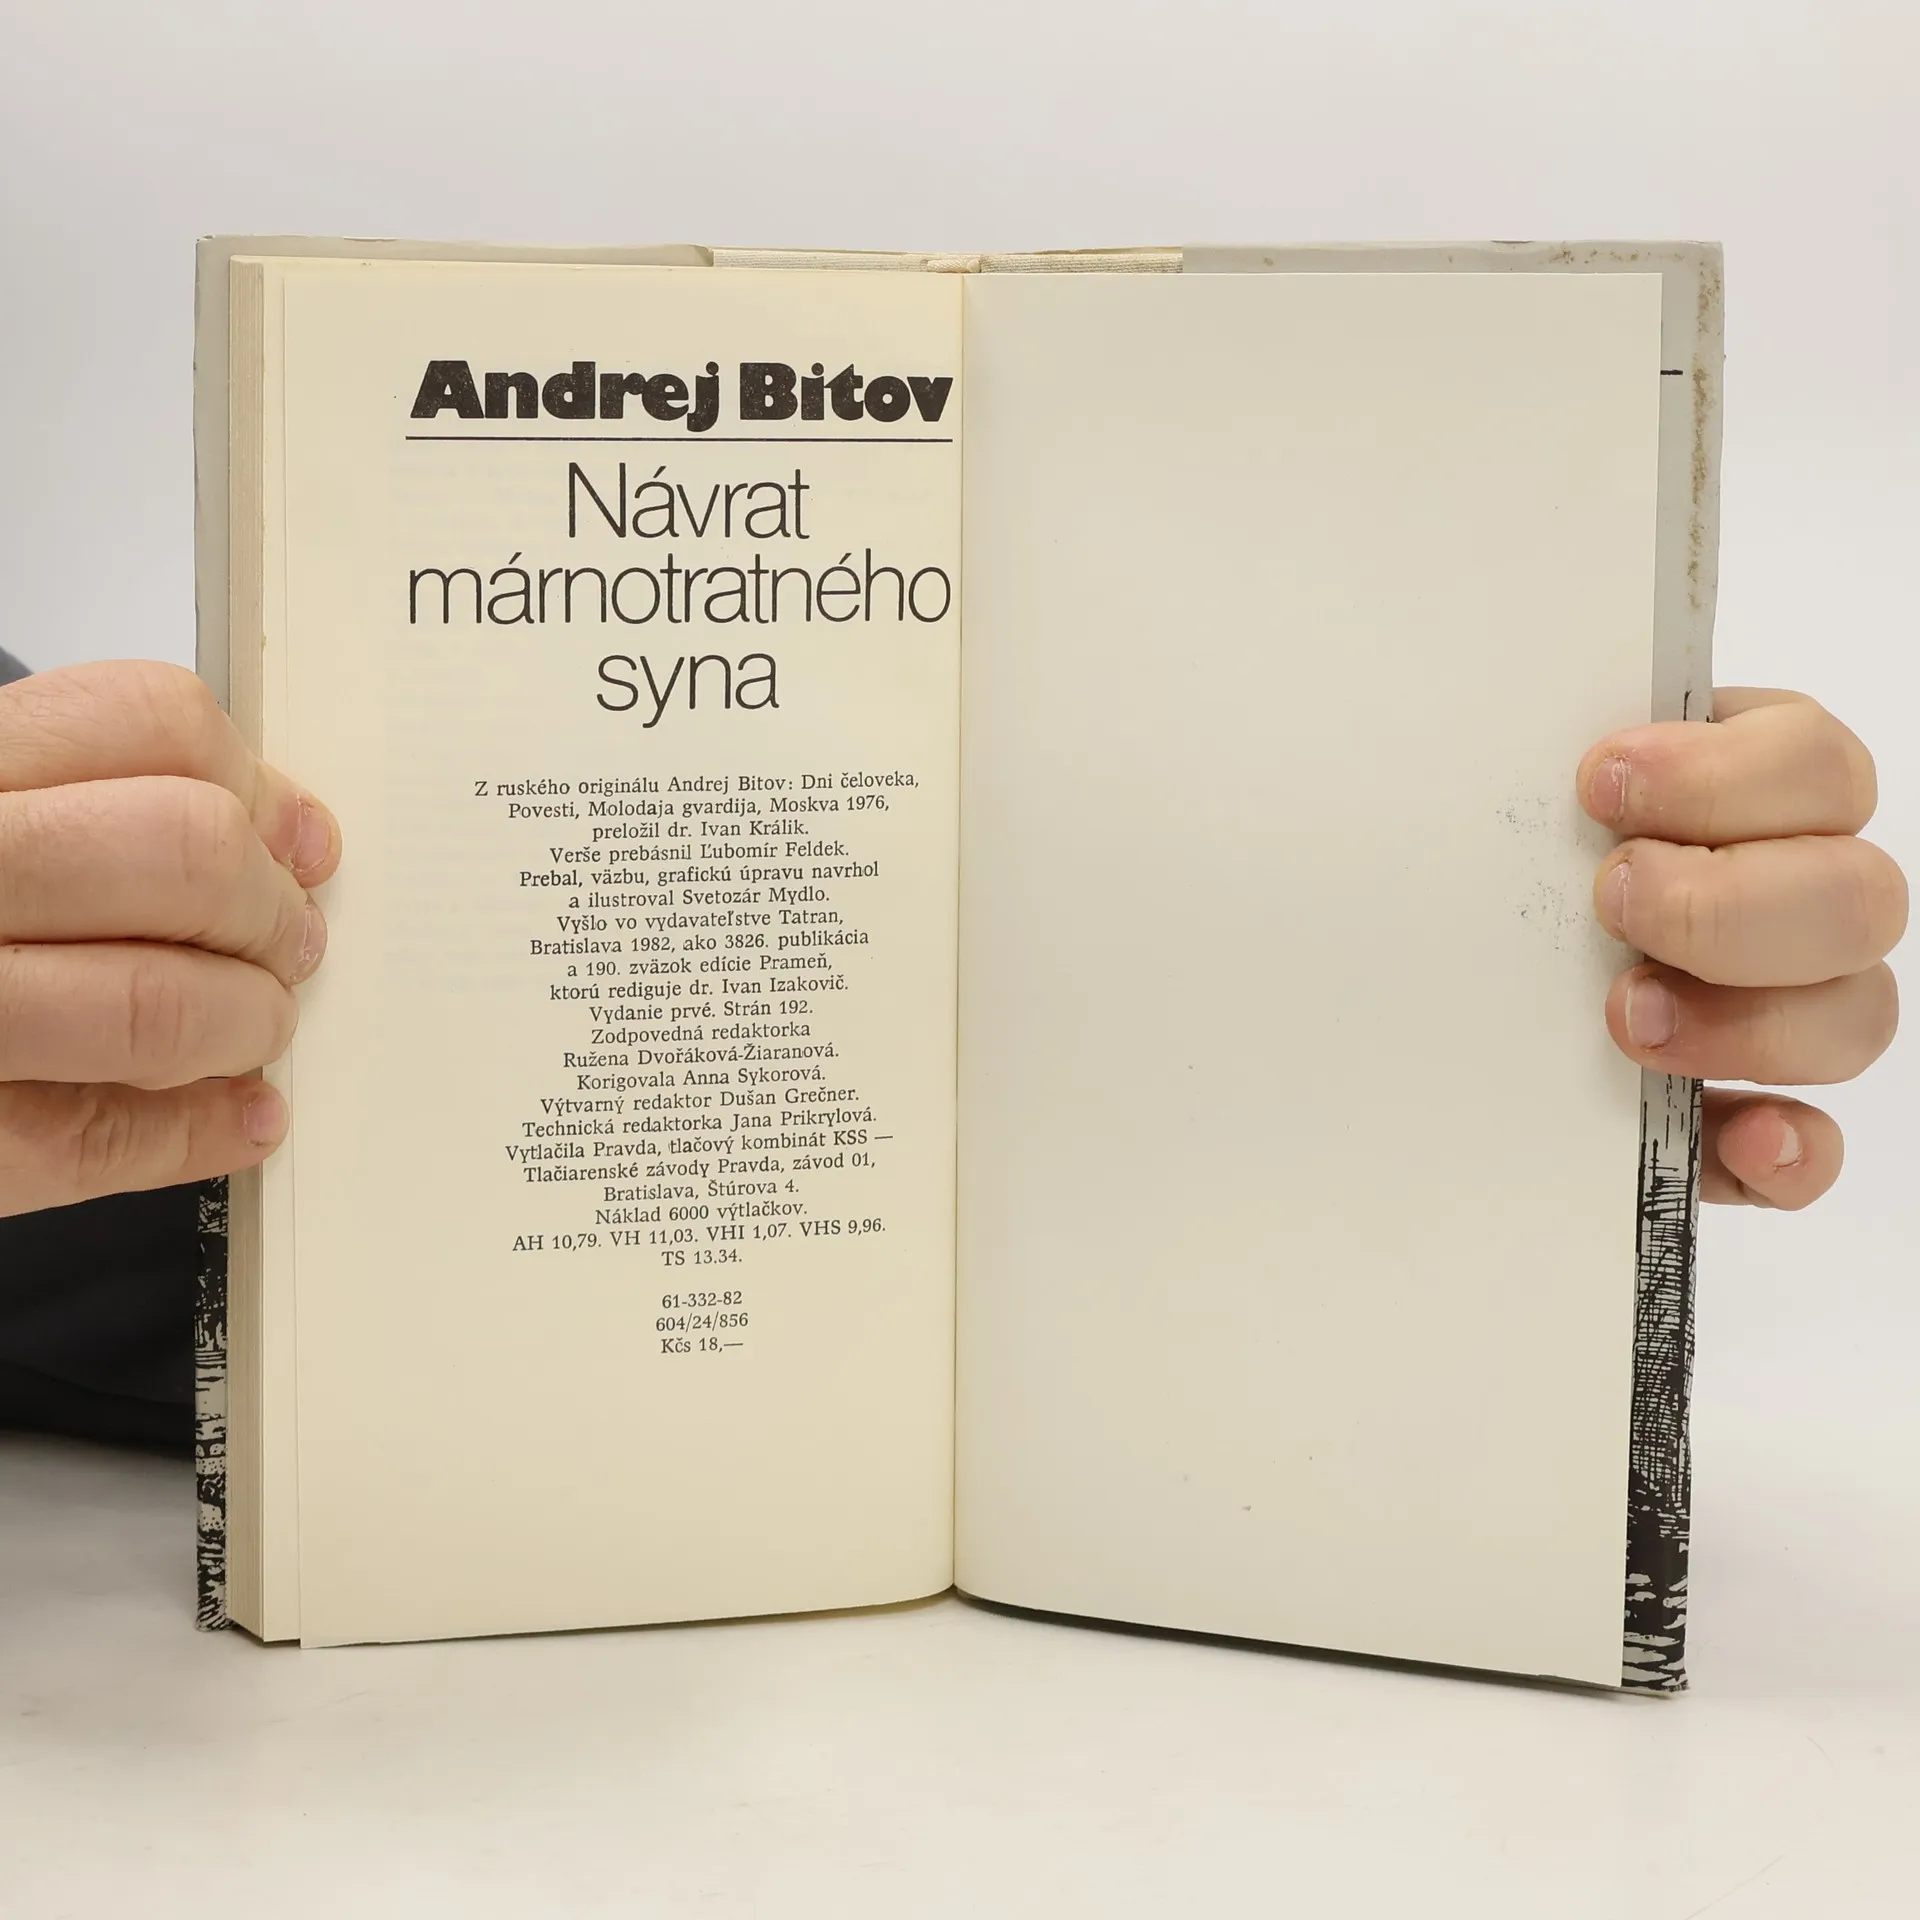 Andrej Bitov
Návrat
márnotratného
syna
Z ruského originálu Andrej Bitov: Dni čeloveka,
Povesti, Molodaja gvardija, Moskva 1976,
preložil dr. Ivan Králik.
Verše prebásnil Ľubomír Feldek.
Prebal, väzbu, grafickú úpravu navrhol
a ilustroval Svetozár Mydlo.
Vyšlo vo vydavateľstve Tatran,
Bratislava 1982, ako 3826. publikácia
a 190. zväzok edície Prameň,
ktorú rediguje dr. Ivan Izakovič.
Vydanie prvé. Strán 192.
Zodpovedná redaktorka
Ružena Dvořáková-Žiaranová.
Korigovala Anna Sykorová.
Výtvarný redaktor Dušan Grečner.
Technická redaktorka Jana Prikrylová.
Vytlačila Pravda, tlačový kombinát KSS —
Tlačiarenské závody Pravda, závod 01,
Bratislava, Štúrova 4.
Náklad 6000 výtlačkov.
AH 10,79. VH 11,03. VHI 1,07. VHS 9,96.
TS 13.34.
61-332-82
604/24/856
Kčs 18,—